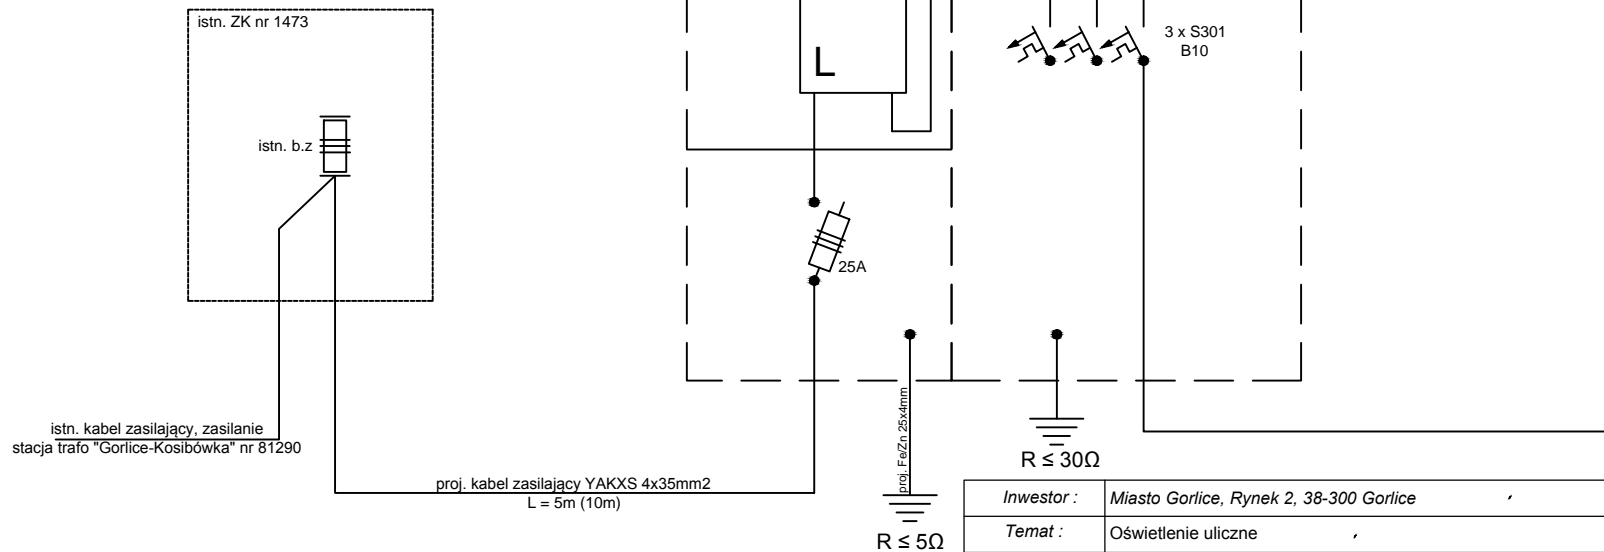 istn. ZK nr 1473
3 x S301
B10
L
istn. b.z
25A
istn. kabel zasilający, zasilanie
stacja trafo "Gorlice-Kosibówka" nr 81290
proj. kabel zasilający YAKXS 4x35mm2
L = 5m (10m)
proj. Fe/Zn 25x4mm
R ≤ 30Ω
R ≤ 5Ω
Inwestor : Miasto Gorlice, Rynek 2, 38-300 Gorlice
Temat : Oświetlenie uliczne